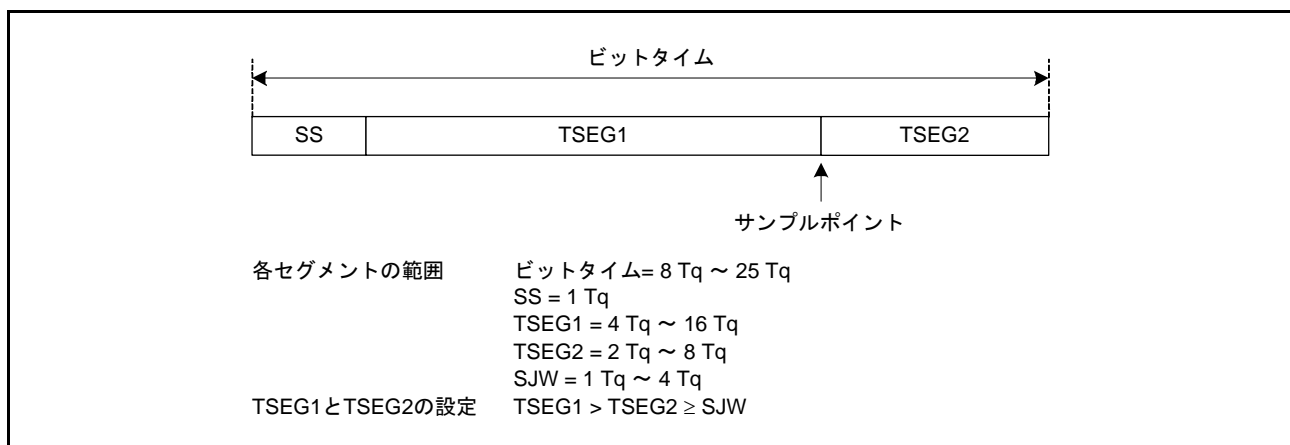 ビットタイム
SS TSEG1 TSEG2
サンプルポイント
各セグメントの範囲 ビットタイム= 8 Tq ～ 25 Tq
SS = 1 Tq
TSEG1 = 4 Tq ～ 16 Tq
TSEG2 = 2 Tq ～ 8 Tq
SJW = 1 Tq ～ 4 Tq
TSEG1とTSEG2の設定 TSEG1 > TSEG2 ≥ SJW